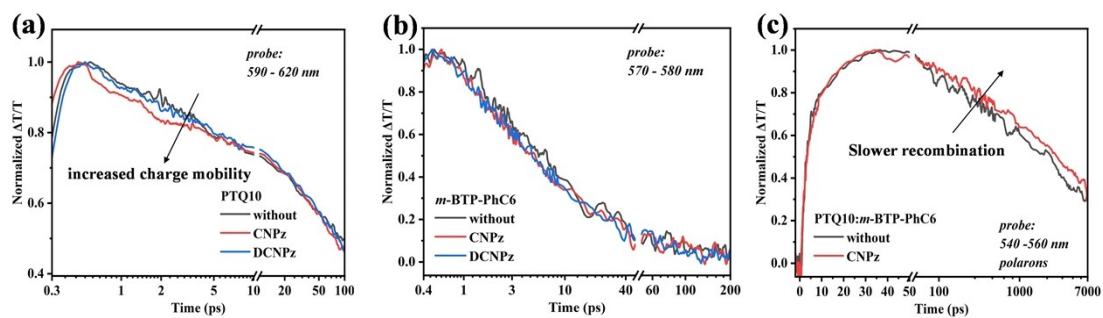 (a)
probe:
590 - 620 nm
increased charge mobility
PTQ10
without
CNPz
DCNPz
Normalized ΔT/T
1.0
0.8
0.6
0.4
0.3 1 2 10 20 50 100
Time (ps)
(b)
probe:
570 - 580 nm
m-BTP-PhC6
without
CNPz
DCNPz
Normalized ΔT/T
1.0
0.8
0.6
0.4
0.2
0.0
0.4 1 3 10 40 60 80 200
Time (ps)
(c)
Slower recombination
PTQ10:m-BTP-PhC6
without
CNPz
probe:
540 -560 nm
polarons
Normalized ΔT/T
1.0
0.8
0.6
0.4
0.2
0.0
0 5 10 20 30 40 50 100 1000 7000
Time (ps)